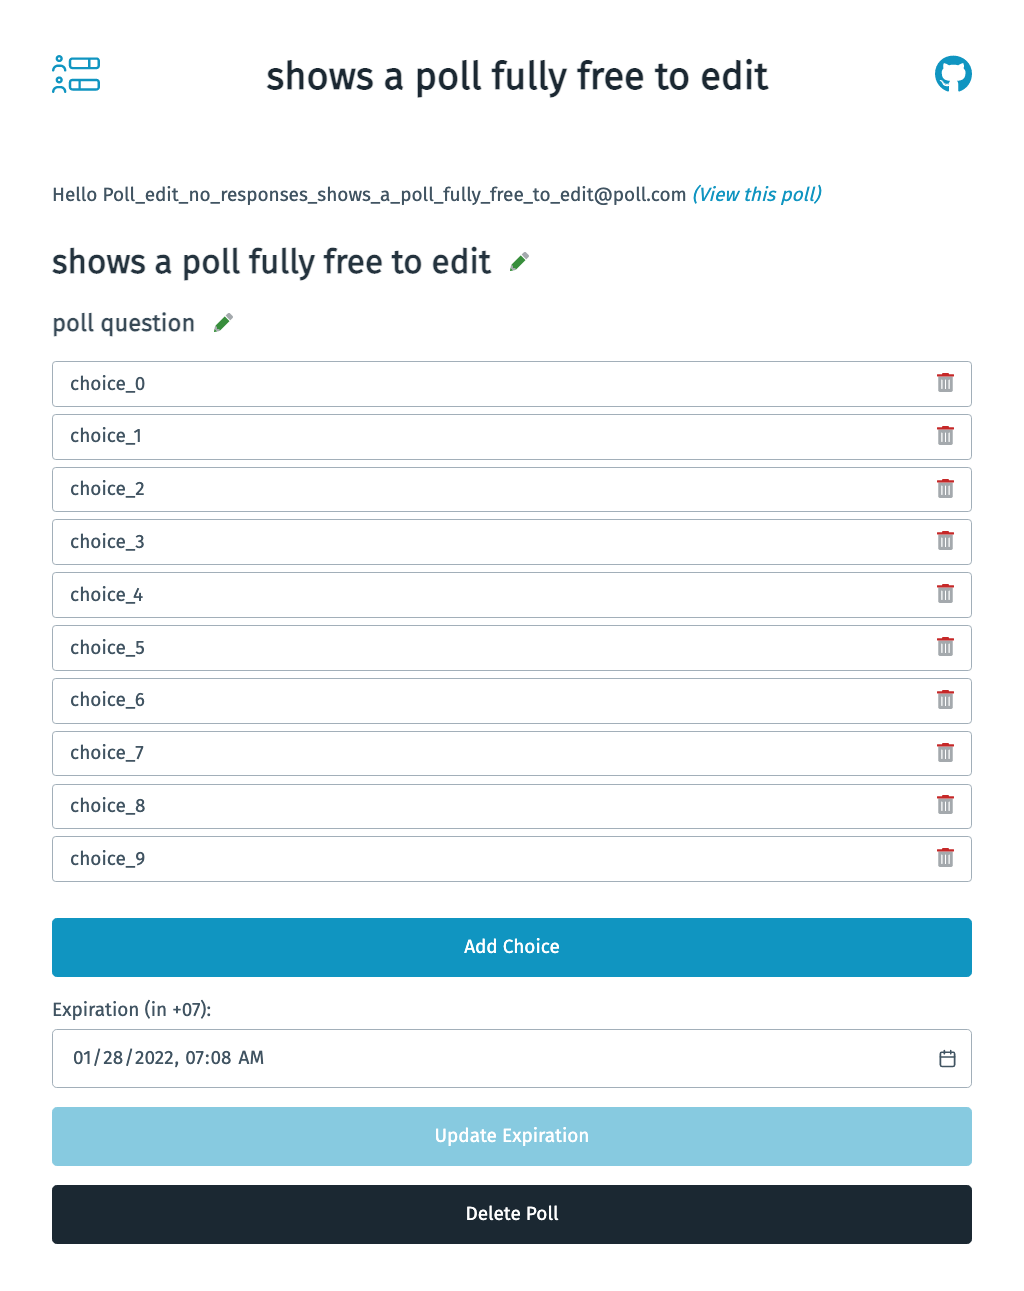 shows a poll fully free to edit
Hello Poll_edit_no_responses_shows_a_poll_fully_free_to_edit@poll.com (View this poll)
shows a poll fully free to edit
poll question
choice_0
choice_1
choice_2
choice_3
choice_4
choice_5
choice_6
choice_7
choice_8
choice_9
Add Choice
Expiration (in +07):
01/28/2022, 07:08 AM
Update Expiration
Delete Poll